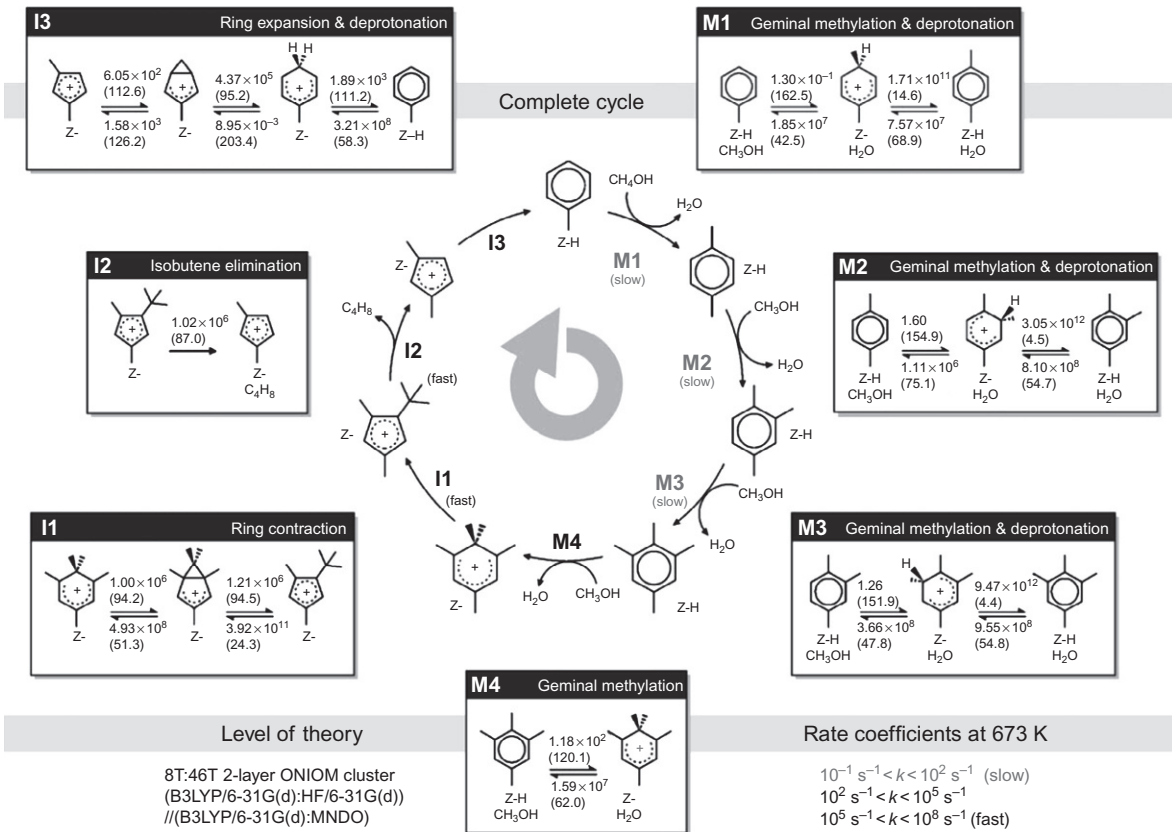 I3 Ring expansion & deprotonation
H H
6.05×10² 4.37×10⁵ 1.89×10³
(112.6) (95.2) (111.2)
+ + +
1.58×10³ 8.95×10⁻³ 3.21×10⁸
(126.2) (203.4) (58.3)
Z- Z- Z- Z–H
M1 Geminal methylation & deprotonation
H
1.30×10⁻¹ 1.71×10¹¹
(162.5) (14.6)
+
1.85×10⁷ 7.57×10⁷
(42.5) (68.9)
Z-H Z- Z-H
CH₃OH H₂O H₂O
Complete cycle
CH₄OH
H₂O
Z-H
I3
M1
(slow)
Z-
+
Z-H
I2 Isobutene elimination
1.02×10⁶
(87.0)
+ +
Z- Z-
C₄H₈
C₄H₈
I2
(fast)
CH₃OH
M2
(slow)
H₂O
M2 Geminal methylation & deprotonation
H
1.60 3.05×10¹²
(154.9) (4.5)
+
1.11×10⁶ 8.10×10⁸
(75.1) (54.7)
Z-H Z- Z-H
CH₃OH H₂O H₂O
Z-
+
Z-H
I1
(fast)
M3
(slow)
CH₃OH
H₂O
I1 Ring contraction
1.00×10⁶ 1.21×10⁶
(94.2) (94.5)
+ + +
4.93×10⁸ 3.92×10¹¹
(51.3) (24.3)
Z- Z- Z-
M4
+
Z-
H₂O
CH₃OH
Z-H
M3 Geminal methylation & deprotonation
H
1.26 9.47×10¹²
(151.9) (4.4)
+
3.66×10⁸ 9.55×10⁸
(47.8) (54.8)
Z-H Z- Z-H
CH₃OH H₂O H₂O
M4 Geminal methylation
1.18×10²
(120.1)
+
1.59×10⁷
(62.0)
Z-H Z-
CH₃OH H₂O
Level of theory
8T:46T 2-layer ONIOM cluster
(B3LYP/6-31G(d):HF/6-31G(d))
//(B3LYP/6-31G(d):MNDO)
Rate coefficients at 673 K
10⁻¹ s⁻¹ < k < 10² s⁻¹ (slow)
10² s⁻¹ < k < 10⁵ s⁻¹
10⁵ s⁻¹ < k < 10⁸ s⁻¹ (fast)